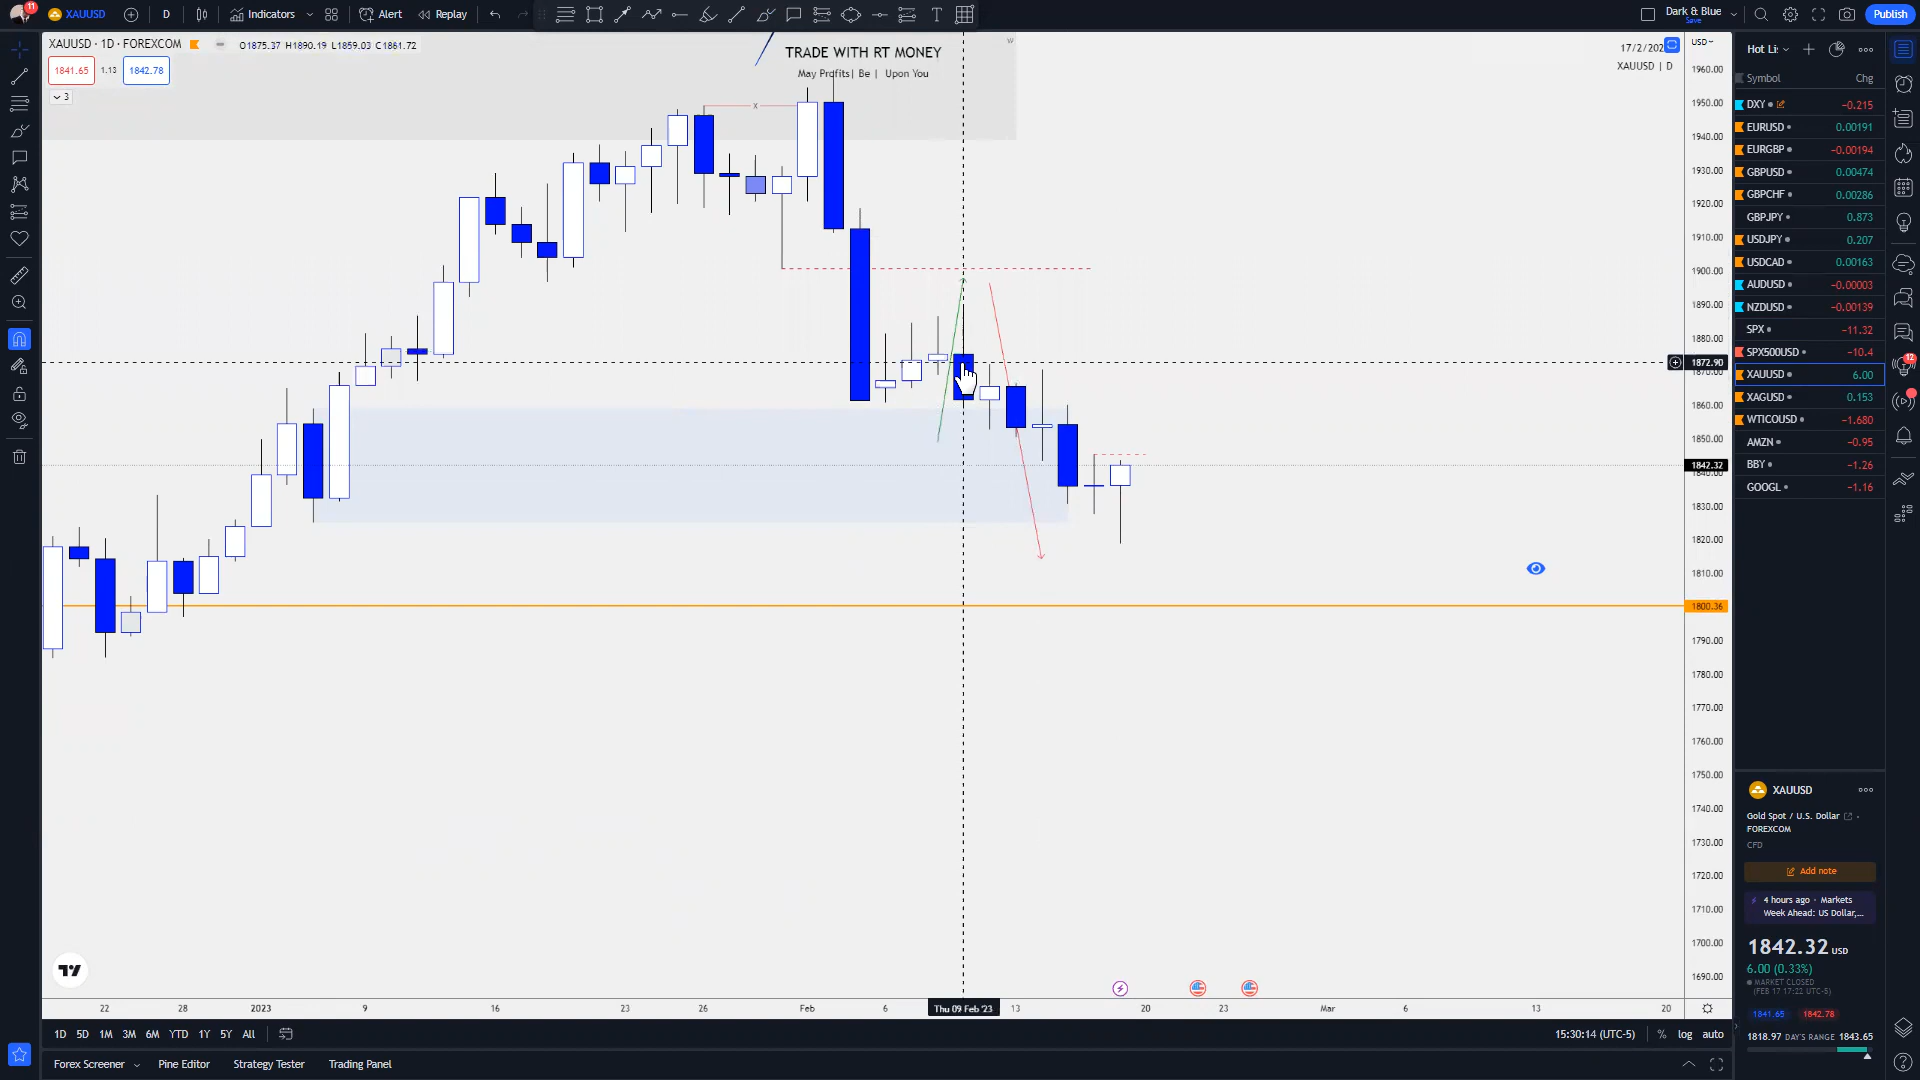 11
XAUUSD
D
Indicators
Alert
Replay
Dark & Blue
Save
Publish
XAUUSD · 1D · FOREXCOM
O1875.37 H1890.19 L1859.03 C1861.72
1841.65
1.13
1842.78
3
TRADE WITH RT MONEY
May Profits| Be | Upon You
W
17/2/202
XAUUSD | D
x
USD
1960.00
1950.00
1940.00
1930.00
1920.00
1910.00
1900.00
1890.00
1880.00
1872.90
1860.00
1850.00
1842.32
1830.00
1820.00
1810.00
1800.36
1790.00
1780.00
1770.00
1760.00
1750.00
1740.00
1730.00
1720.00
1710.00
1700.00
1690.00
22
28
2023
9
16
23
26
Feb
6
Thu 09 Feb '23
13
20
23
Mar
6
13
20
1D
5D
1M
3M
6M
YTD
1Y
5Y
All
15:30:14 (UTC-5)
%
log
auto
Forex Screener
Pine Editor
Strategy Tester
Trading Panel
Hot Li
Symbol
Chg
DXY
−0.215
EURUSD
0.00191
EURGBP
−0.00194
GBPUSD
0.00474
GBPCHF
0.00286
GBPJPY
0.873
USDJPY
0.207
USDCAD
0.00163
AUDUSD
−0.00003
NZDUSD
−0.00139
SPX
−11.32
SPX500USD
−10.4
XAUUSD
6.00
XAGUSD
0.153
WTICOUSD
−1.680
AMZN
−0.95
BBY
−1.26
GOOGL
−1.16
12
XAUUSD
Gold Spot / U.S. Dollar
FOREXCOM
CFD
Add note
4 hours ago · Markets
Week Ahead: US Dollar,...
1842.32 USD
6.00 (0.33%)
MARKET CLOSED
(FEB 17 17:22 UTC-5)
1841.65
1842.78
1818.97 DAY'S RANGE 1843.65